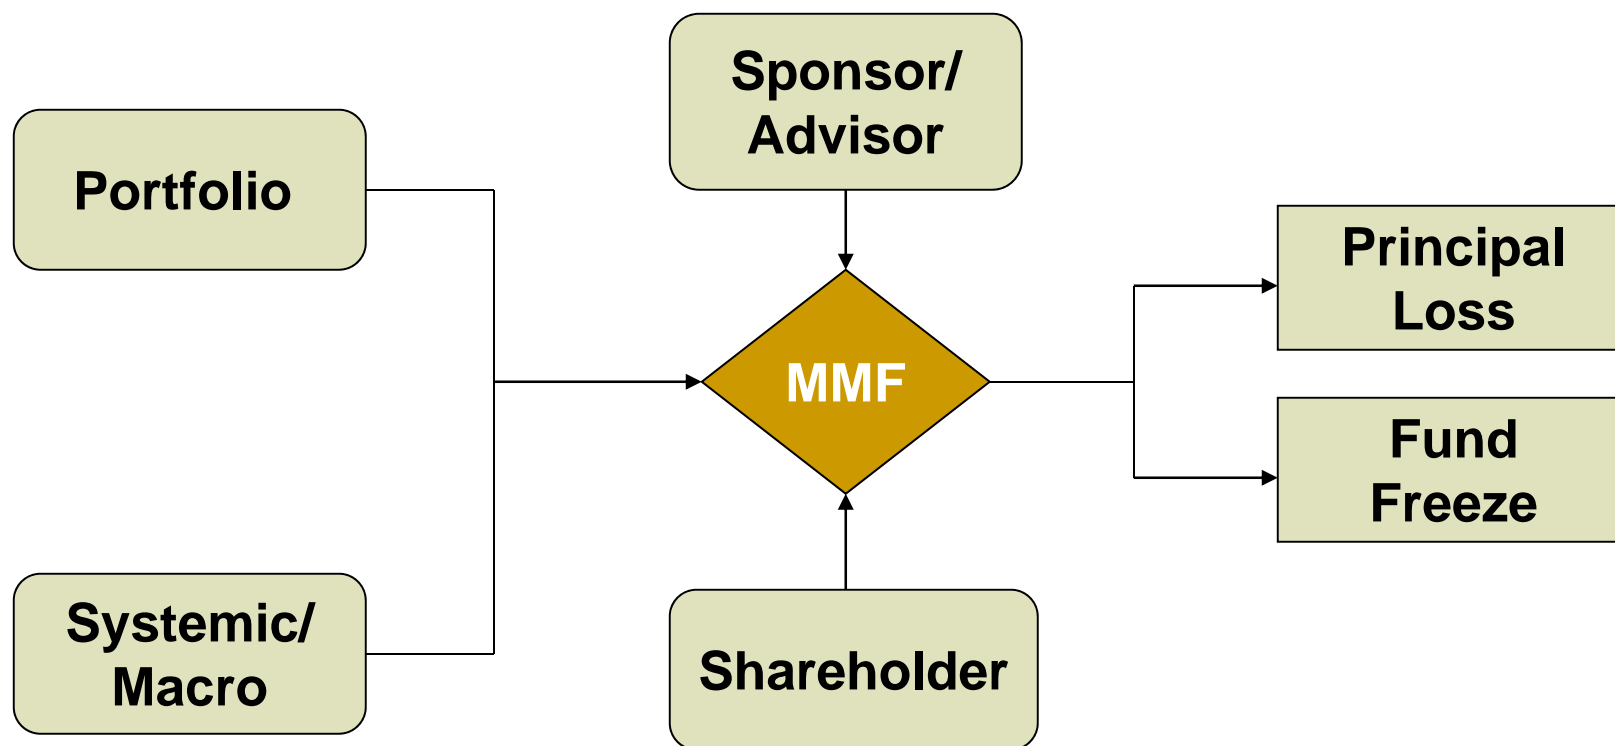 Sponsor/
Advisor
Portfolio
Principal
Loss
MMF
Fund
Freeze
Systemic/
Macro
Shareholder